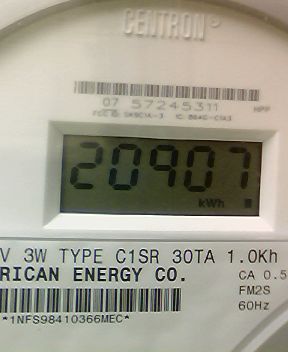 CENTRON®
07 57245311
HPP
20907
kWh
V 3W TYPE C1SR 30TA 1.0Kh
RICAN ENERGY CO.
CA 0.5
FM2S
60Hz
*1NFS98410366MEC*